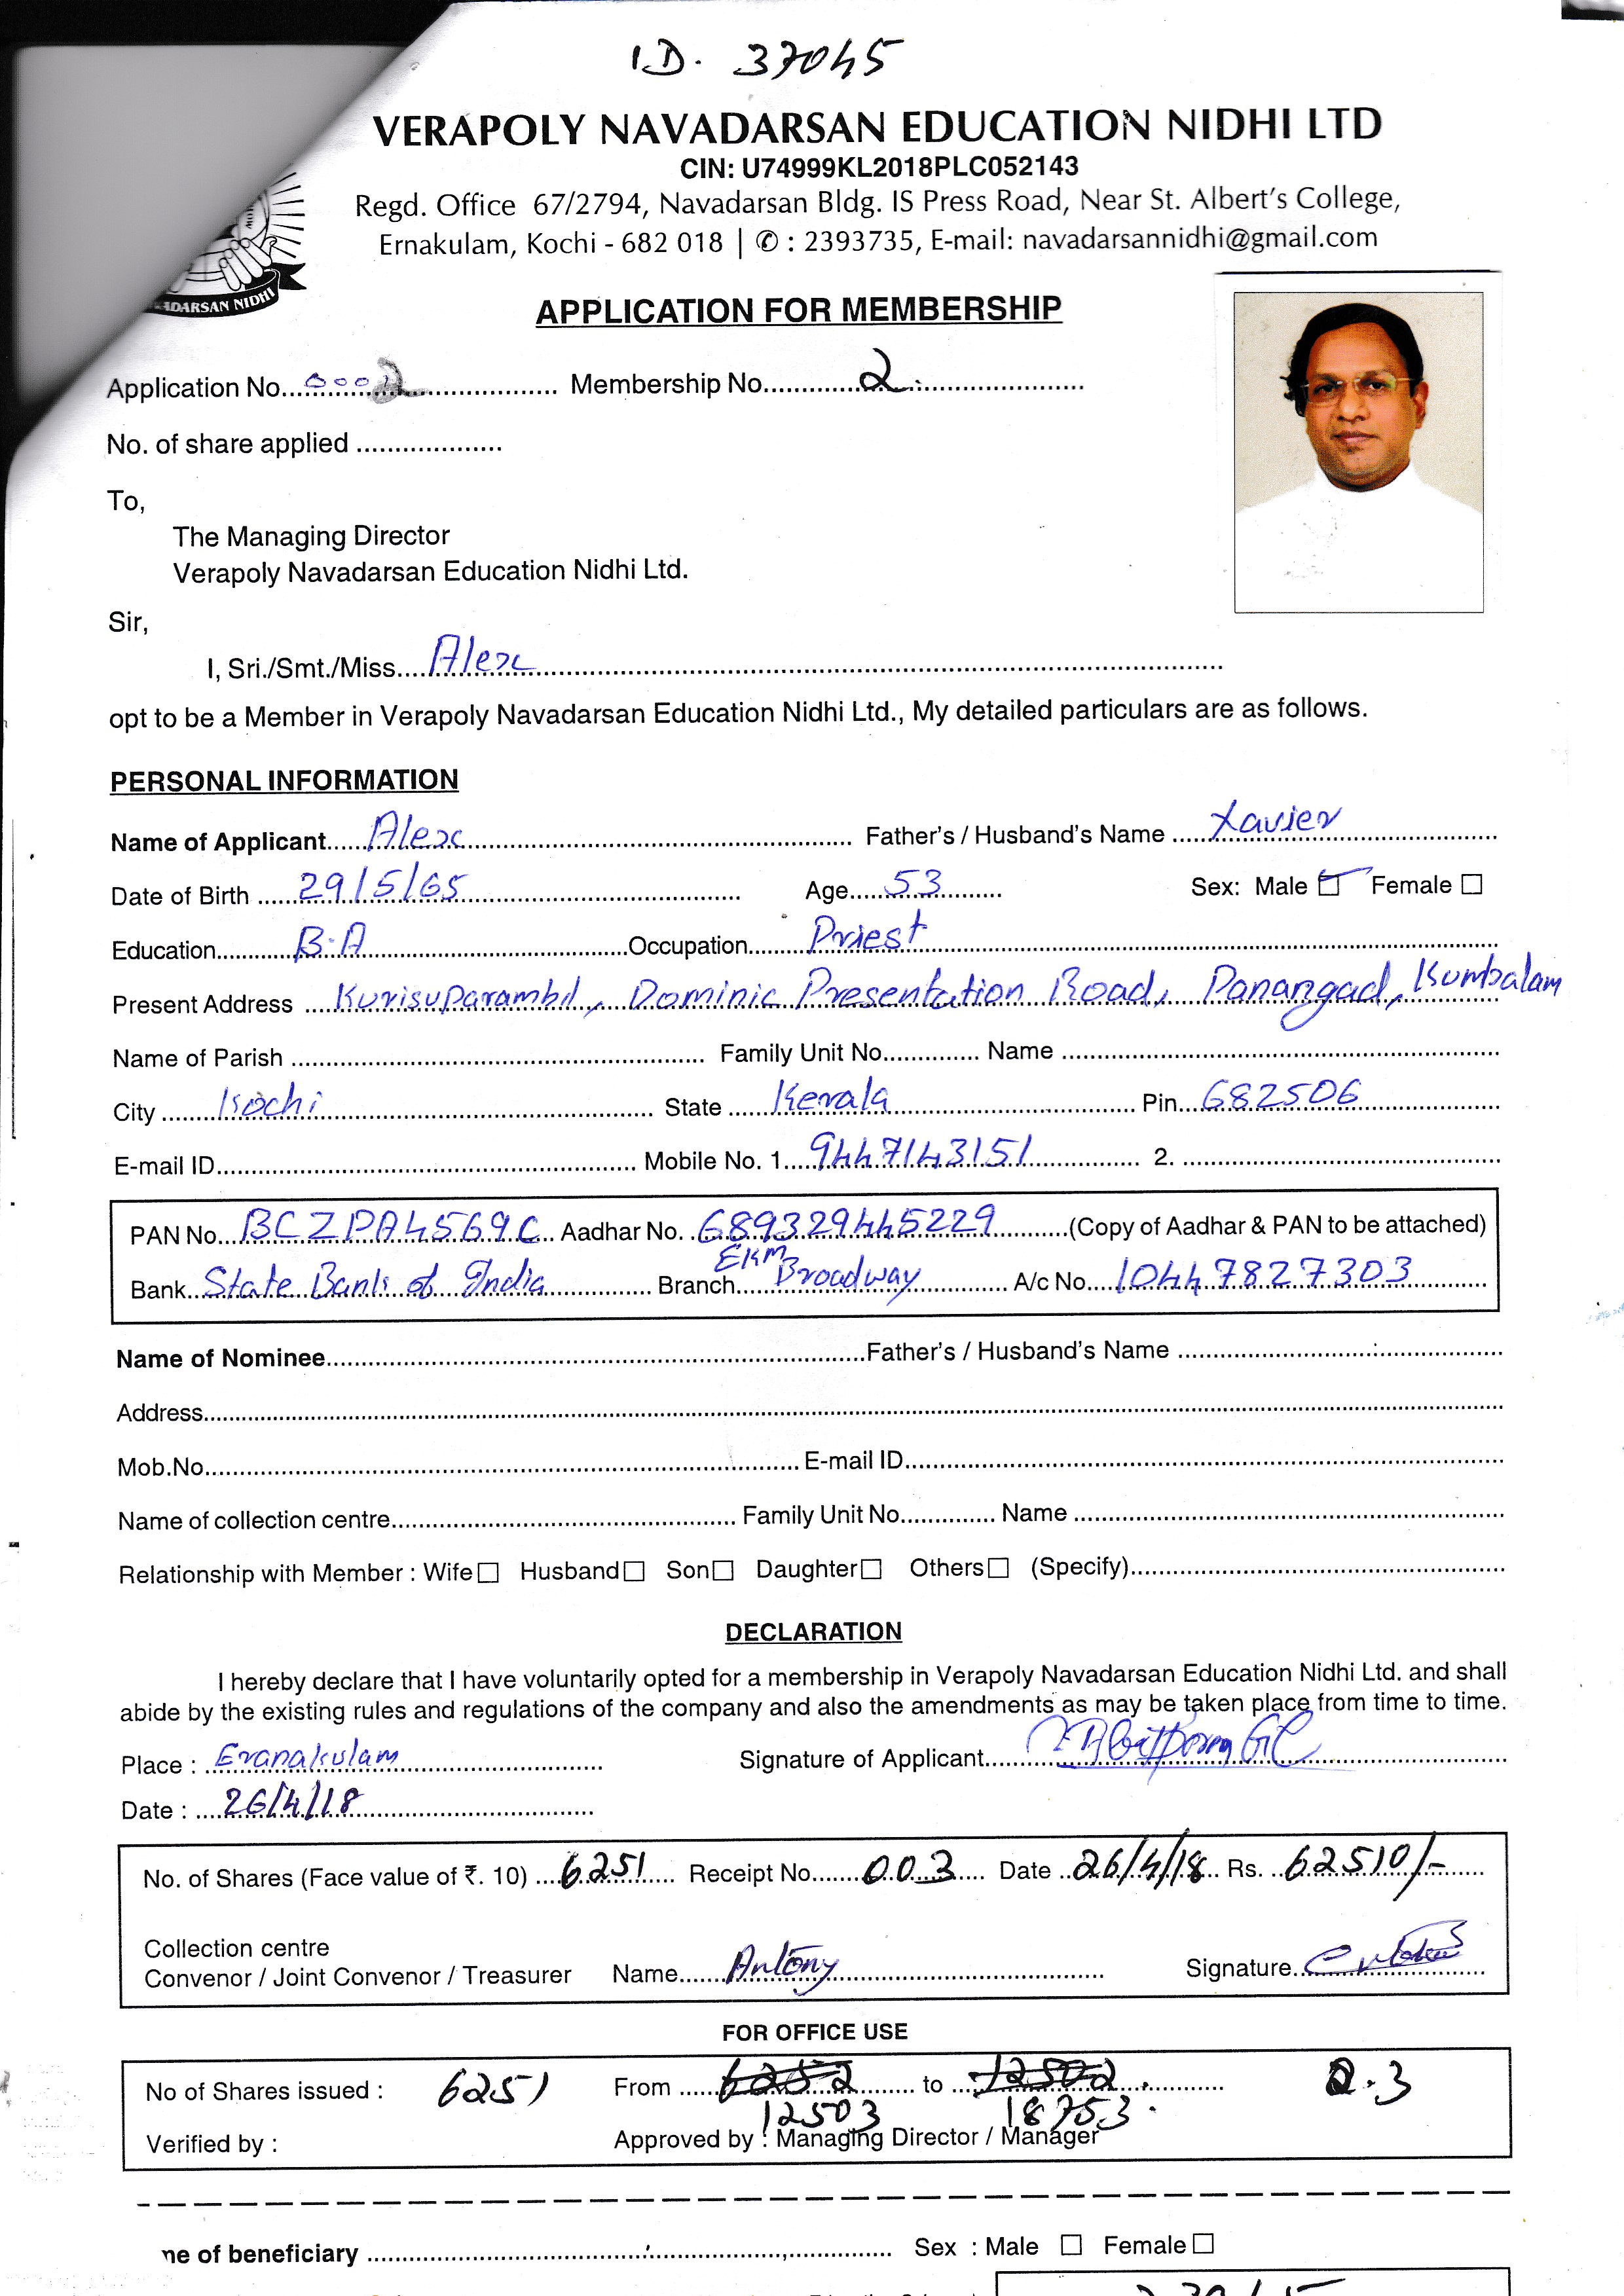 ID. 37045
VERAPOLY NAVADARSAN EDUCATION NIDHI LTD
CIN: U74999KL2018PLC052143
Regd. Office 67/2794, Navadarsan Bldg. IS Press Road, Near St. Albert's College,
Ernakulam, Kochi - 682 018 | ✆ : 2393735, E-mail: navadarsannidhi@gmail.com
ADARSAN NIDHI
APPLICATION FOR MEMBERSHIP
Application No. 0002 Membership No. 2
No. of share applied
To,
The Managing Director
Verapoly Navadarsan Education Nidhi Ltd.
Sir,
I, Sri./Smt./Miss. Alex
opt to be a Member in Verapoly Navadarsan Education Nidhi Ltd., My detailed particulars are as follows.
PERSONAL INFORMATION
Name of Applicant Alex Father's / Husband's Name Xavier
Date of Birth 29/5/65 Age 53 Sex: Male Female
Education B.A Occupation Priest
Present Address Kurisuparambil, Dominic Presentation Road, Panangad, Kumbalam
Name of Parish Family Unit No. Name
City Kochi State Kerala Pin 682506
E-mail ID Mobile No. 1 9447143151 2.
PAN No. BCZPA4569C Aadhar No. 689329445229 (Copy of Aadhar & PAN to be attached)
Bank State Bank of India Branch EKM Broadway A/c No. 10447827303
Name of Nominee Father's / Husband's Name
Address
Mob.No E-mail ID
Name of collection centre Family Unit No. Name
Relationship with Member : Wife Husband Son Daughter Others (Specify)
DECLARATION
I hereby declare that I have voluntarily opted for a membership in Verapoly Navadarsan Education Nidhi Ltd. and shall
abide by the existing rules and regulations of the company and also the amendments as may be taken place from time to time.
Place : Eranakulam Signature of Applicant
Date : 26/4/18
No. of Shares (Face value of ₹. 10) 6251 Receipt No. 003 Date 26/4/18 Rs. 62510/-
Collection centre
Convenor / Joint Convenor / Treasurer Name Antony Signature
FOR OFFICE USE
No of Shares issued : 6251 From 6252 to 12502 2.3
12503 18753
Verified by : Approved by : Managing Director / Manager
ne of beneficiary Sex : Male Female